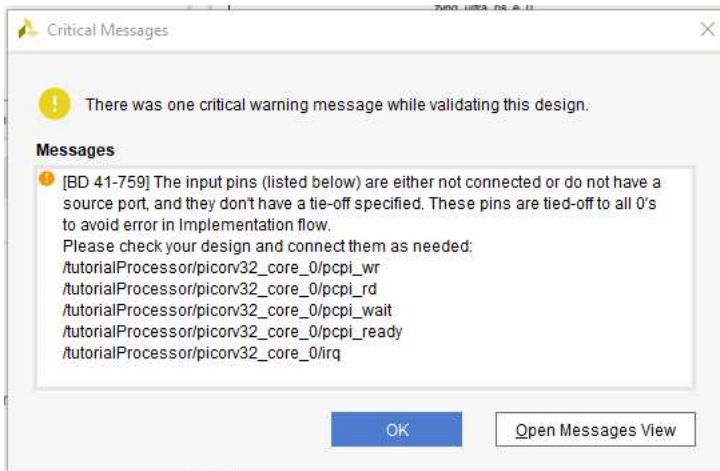 zynq_ultra_ps_e_0
Critical Messages
There was one critical warning message while validating this design.
Messages
[BD 41-759] The input pins (listed below) are either not connected or do not have a
source port, and they don't have a tie-off specified. These pins are tied-off to all 0's
to avoid error in Implementation flow.
Please check your design and connect them as needed:
/tutorialProcessor/picorv32_core_0/pcpi_wr
/tutorialProcessor/picorv32_core_0/pcpi_rd
/tutorialProcessor/picorv32_core_0/pcpi_wait
/tutorialProcessor/picorv32_core_0/pcpi_ready
/tutorialProcessor/picorv32_core_0/irq
OK
Open Messages View